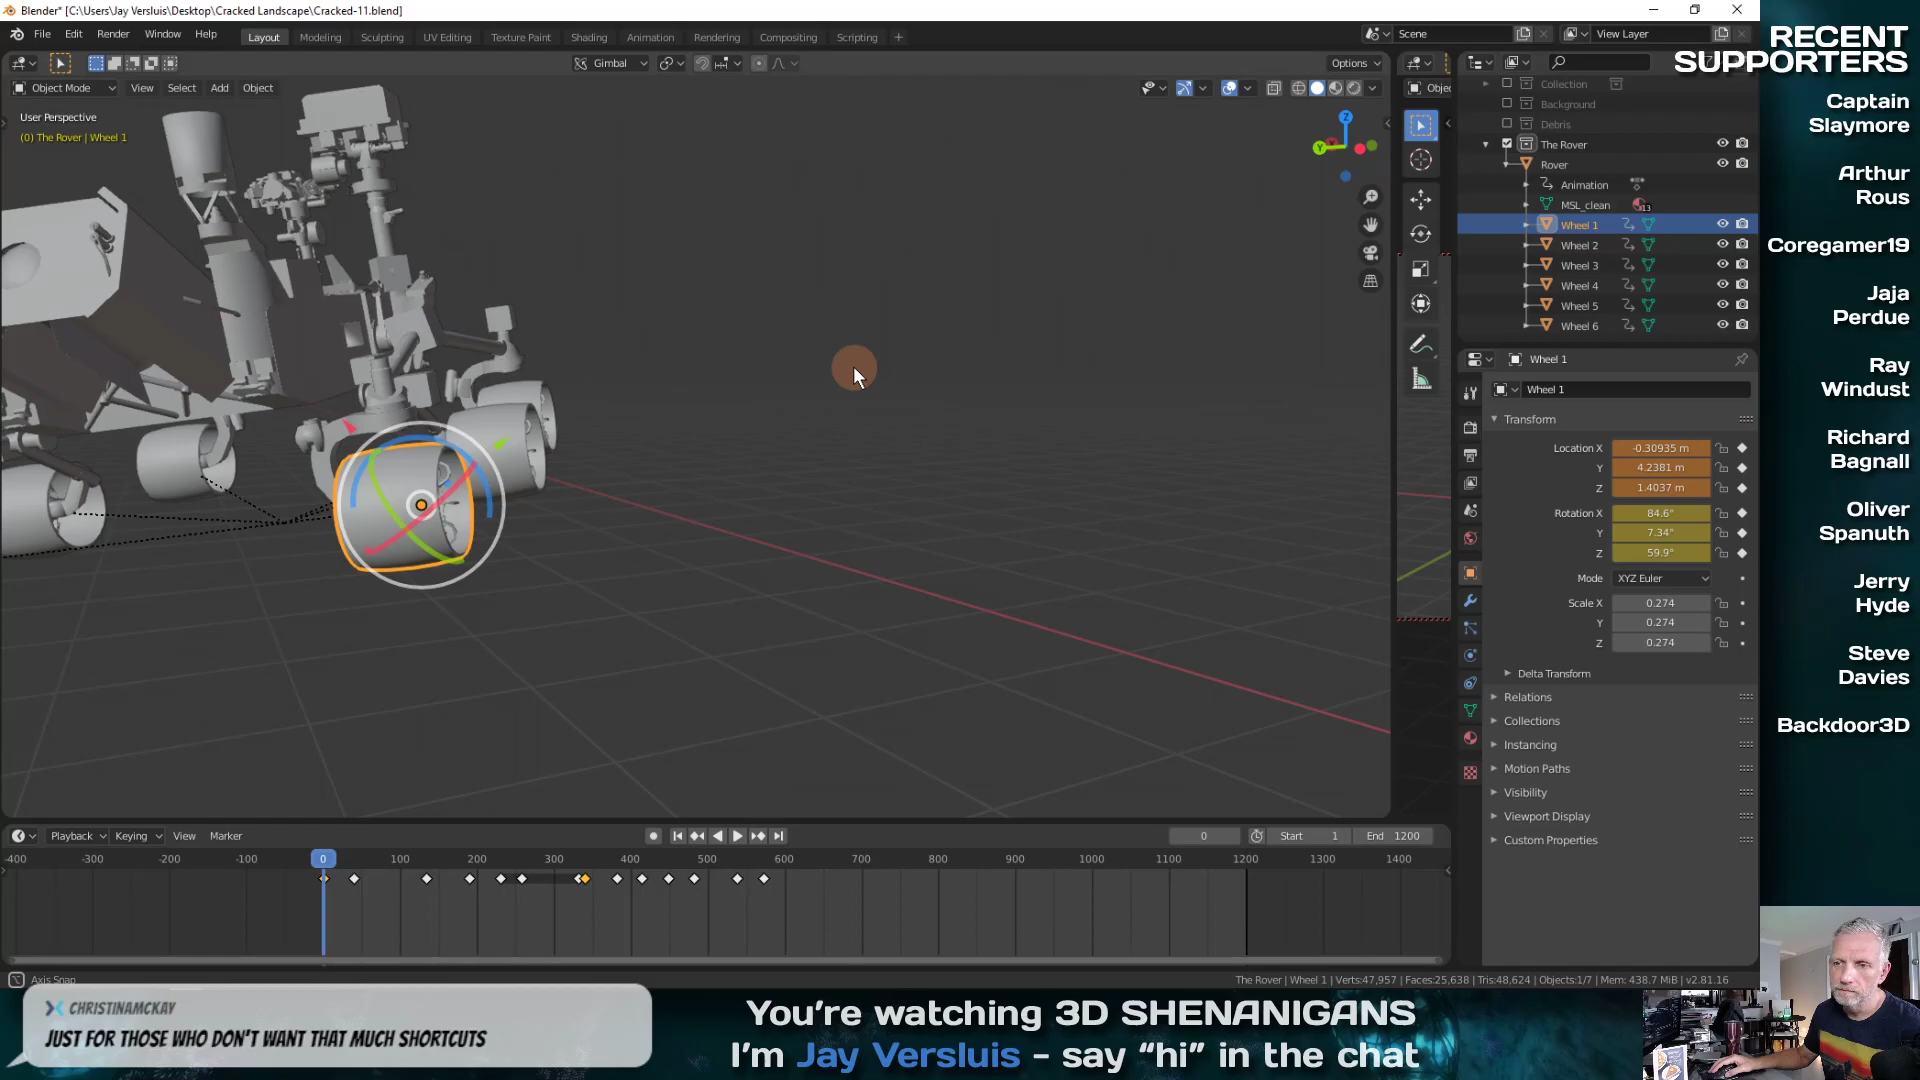 Blender* [C:\Users\Jay Versluis\Desktop\Cracked Landscape\Cracked-11.blend]
File Edit Render Window Help
Layout Modeling Sculpting UV Editing Texture Paint Shading Animation Rendering Compositing Scripting +
Scene
View Layer
Gimbal
Options
Object Mode View Select Add Object
User Perspective
(0) The Rover | Wheel 1
Z
Y
Objec
Collection
Background
Debris
The Rover
Rover
Animation
MSL_clean
13
Wheel 1
Wheel 2
Wheel 3
Wheel 4
Wheel 5
Wheel 6
Wheel 1
Wheel 1
Transform
Location X -0.30935 m
Y 4.2381 m
Z 1.4037 m
Rotation X 84.6°
Y 7.34°
Z 59.9°
Mode XYZ Euler
Scale X 0.274
Y 0.274
Z 0.274
Delta Transform
Relations
Collections
Instancing
Motion Paths
Visibility
Viewport Display
Custom Properties
Playback Keying View Marker
0 Start 1 End 1200
-400 -300 -200 -100 0 100 200 300 400 500 600 700 800 900 1000 1100 1200 1300 1400
Axis Snap
The Rover | Wheel 1 | Verts:47,957 | Faces:25,638 | Tris:48,624 | Objects:1/7 | Mem: 438.7 MiB | v2.81.16
RECENT
SUPPORTERS
Captain
Slaymore
Arthur
Rous
Coregamer19
Jaja
Perdue
Ray
Windust
Richard
Bagnall
Oliver
Spanuth
Jerry
Hyde
Steve
Davies
Backdoor3D
CHRISTINAMCKAY
JUST FOR THOSE WHO DON'T WANT THAT MUCH SHORTCUTS
You're watching 3D SHENANIGANS
I'm Jay Versluis – say "hi" in the chat